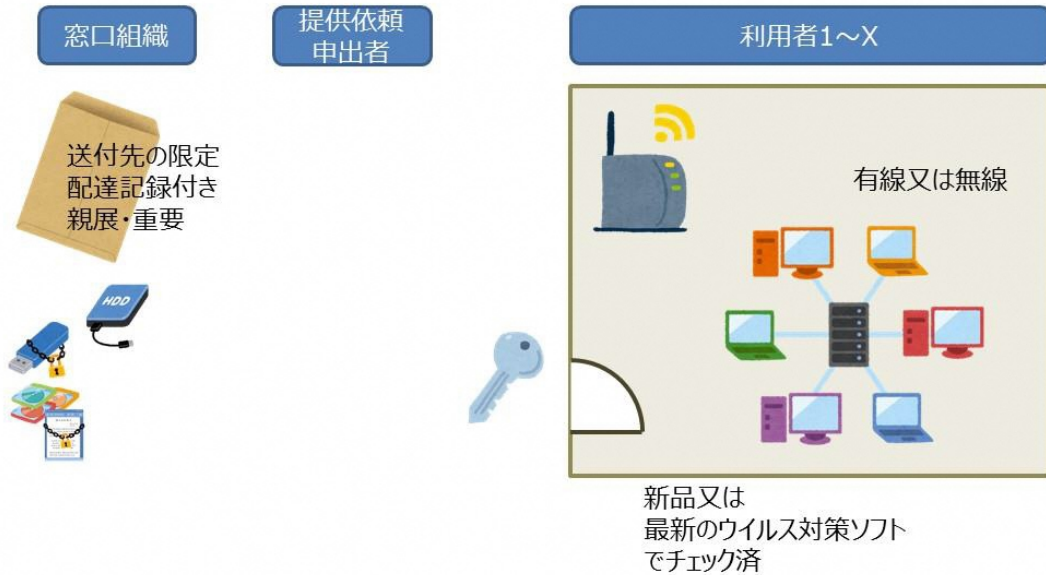 窓口組織
提供依頼
申出者
利用者1～X
送付先の限定
配達記録付き
親展・重要
有線又は無線
HDD
新品又は
最新のウイルス対策ソフト
でチェック済